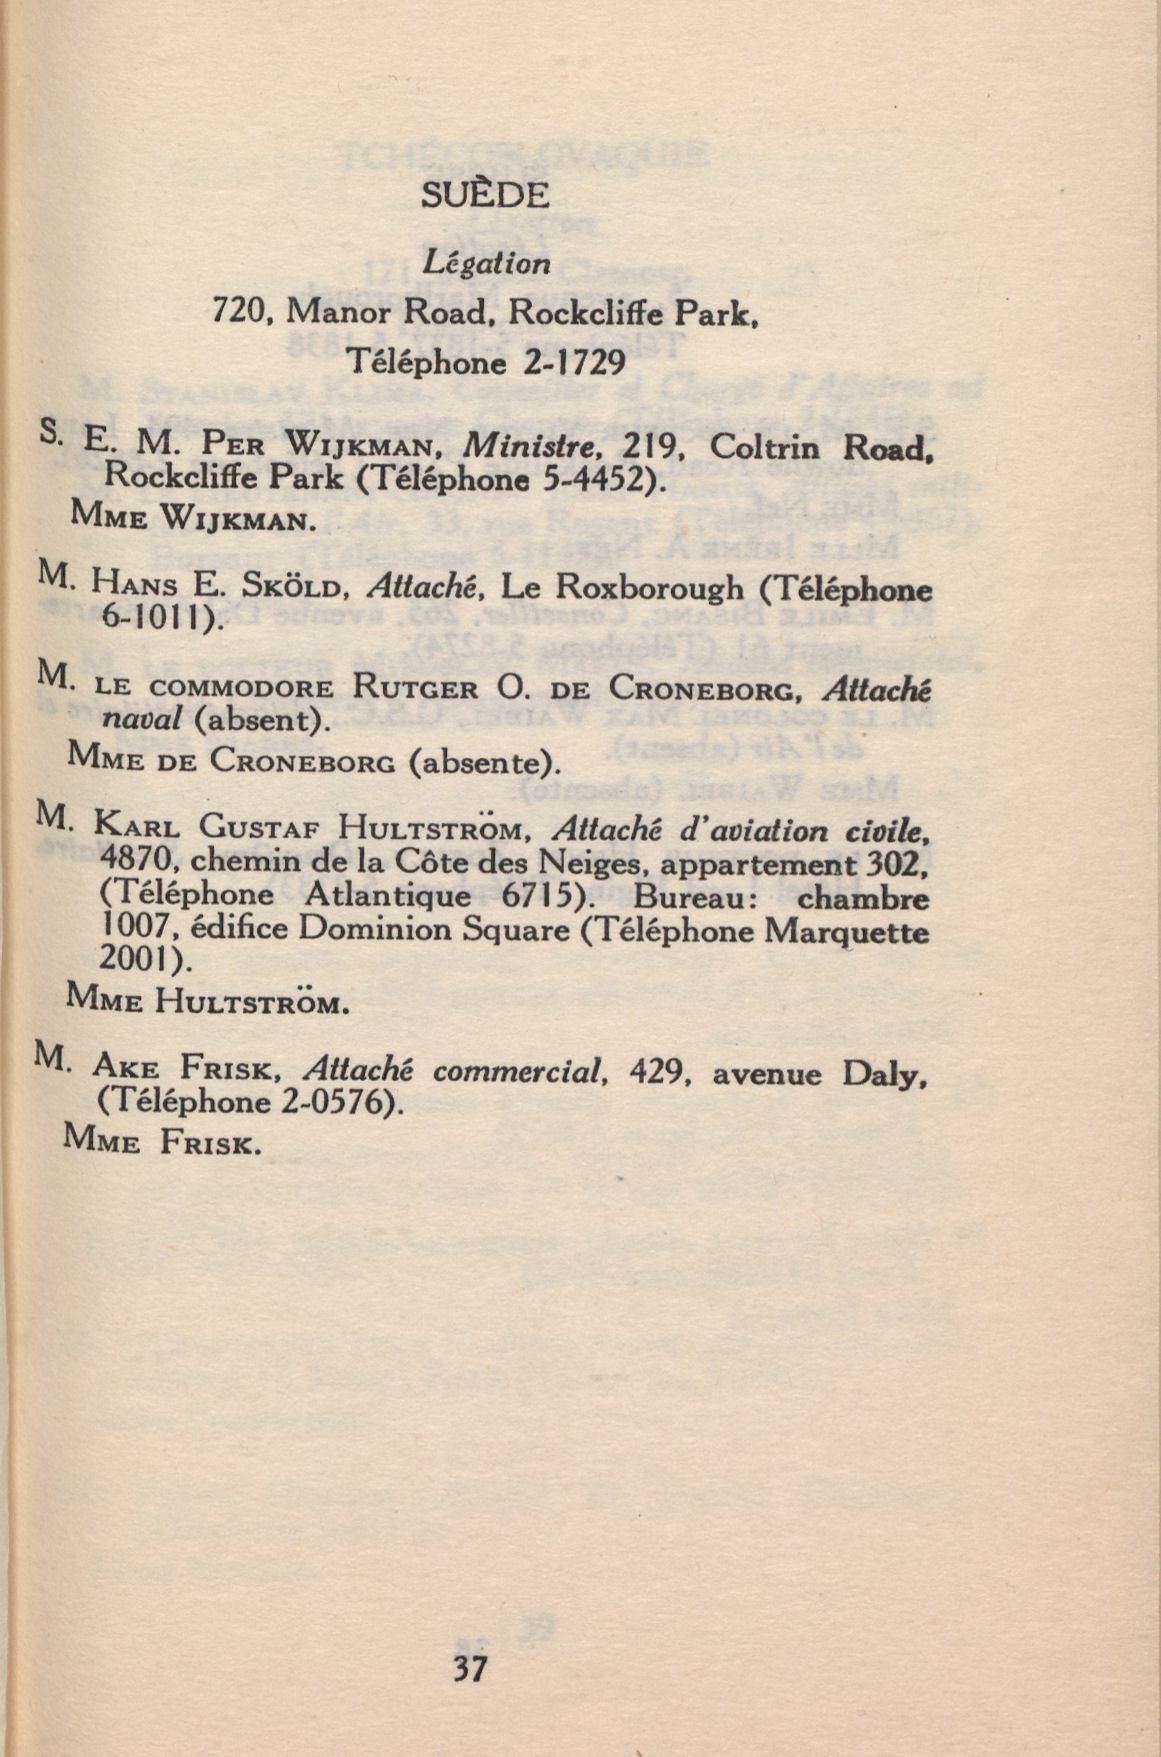 SUÈDE
Légation
720, Manor Road, Rockcliffe Park,
Téléphone 2-1729
S. E. M. PER WIJKMAN, Ministre, 219, Coltrin Road,
Rockcliffe Park (Téléphone 5-4452).
MME WIJKMAN.
M. HANS E. SKÖLD, Attaché, Le Roxborough (Téléphone
6-1011).
M. LE COMMODORE RUTGER O. DE CRONEBORG, Attaché
naval (absent).
MME DE CRONEBORG (absente).
M. KARL GUSTAF HULTSTRÖM, Attaché d'aviation civile,
4870, chemin de la Côte des Neiges, appartement 302,
(Téléphone Atlantique 6715). Bureau: chambre
1007, édifice Dominion Square (Téléphone Marquette
2001).
MME HULTSTRÖM.
M. AKE FRISK, Attaché commercial, 429, avenue Daly,
(Téléphone 2-0576).
MME FRISK.
37